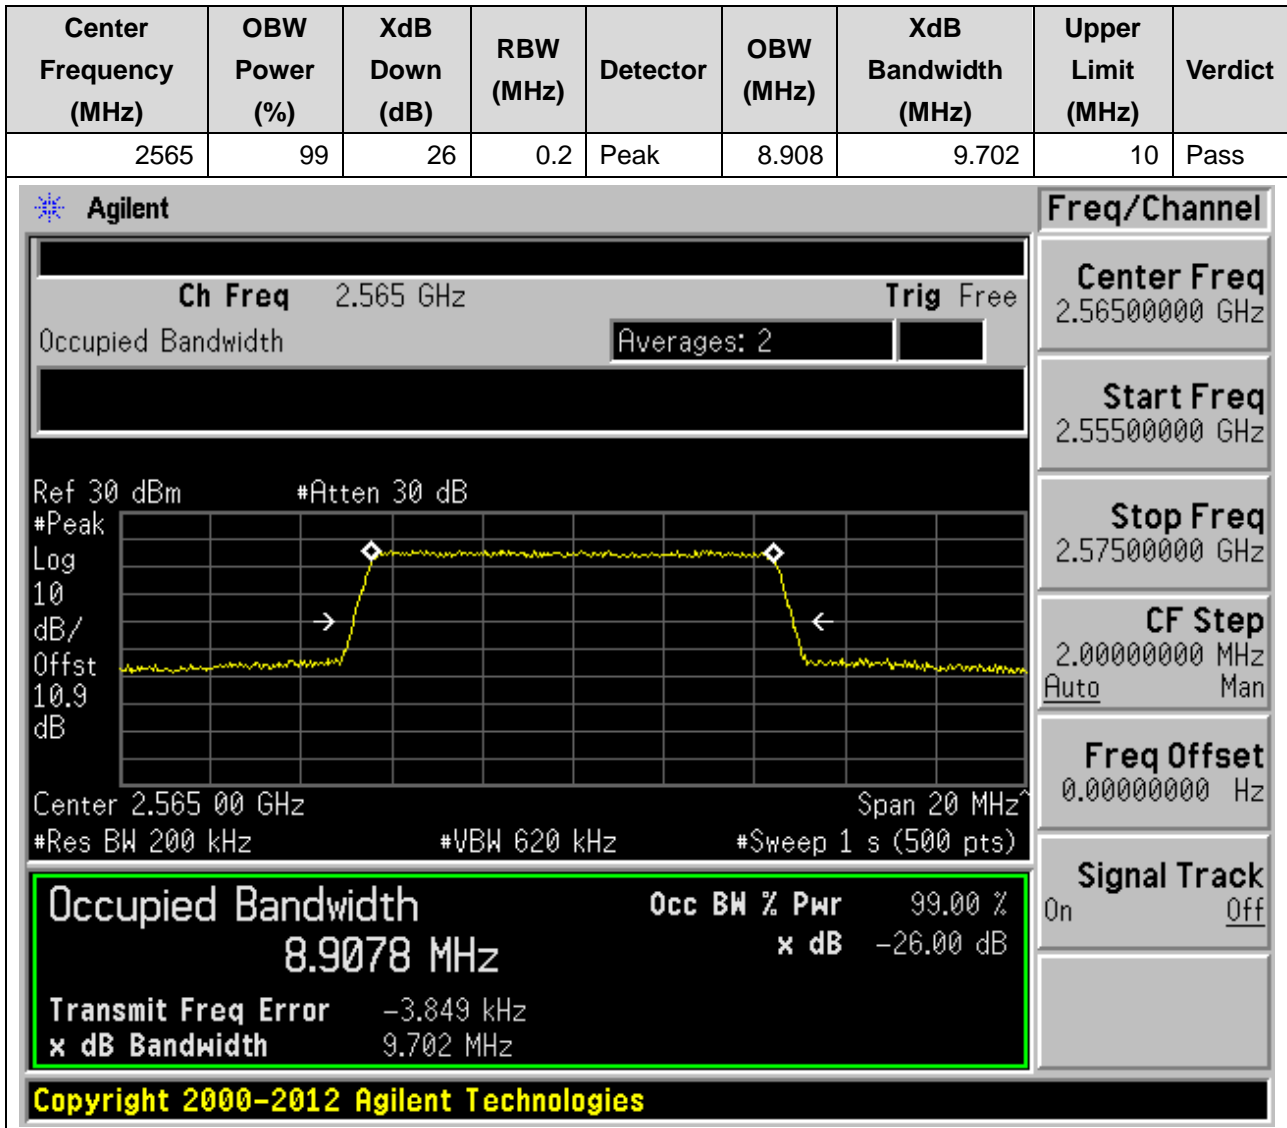 Center Frequency (MHz) OBW Power (%) XdB Down (dB) RBW (MHz) Detector OBW (MHz) XdB Bandwidth (MHz) Upper Limit (MHz) Verdict
2565 99 26 0.2 Peak 8.908 9.702 10 Pass
Agilent Freq/Channel
Ch Freq 2.565 GHz Trig Free
Occupied Bandwidth Averages: 2
Center Freq
2.56500000 GHz
Start Freq
2.55500000 GHz
Stop Freq
2.57500000 GHz
CF Step
2.00000000 MHz
Auto Man
Freq Offset
0.00000000 Hz
Signal Track
On Off
Ref 30 dBm #Atten 30 dB
#Peak
Log
10
dB/
Offst
10.9
dB
Center 2.565 00 GHz Span 20 MHz^
#Res BW 200 kHz #VBW 620 kHz #Sweep 1 s (500 pts)
Occupied Bandwidth Occ BW % Pwr 99.00 %
8.9078 MHz x dB -26.00 dB
Transmit Freq Error -3.849 kHz
x dB Bandwidth 9.702 MHz
Copyright 2000-2012 Agilent Technologies